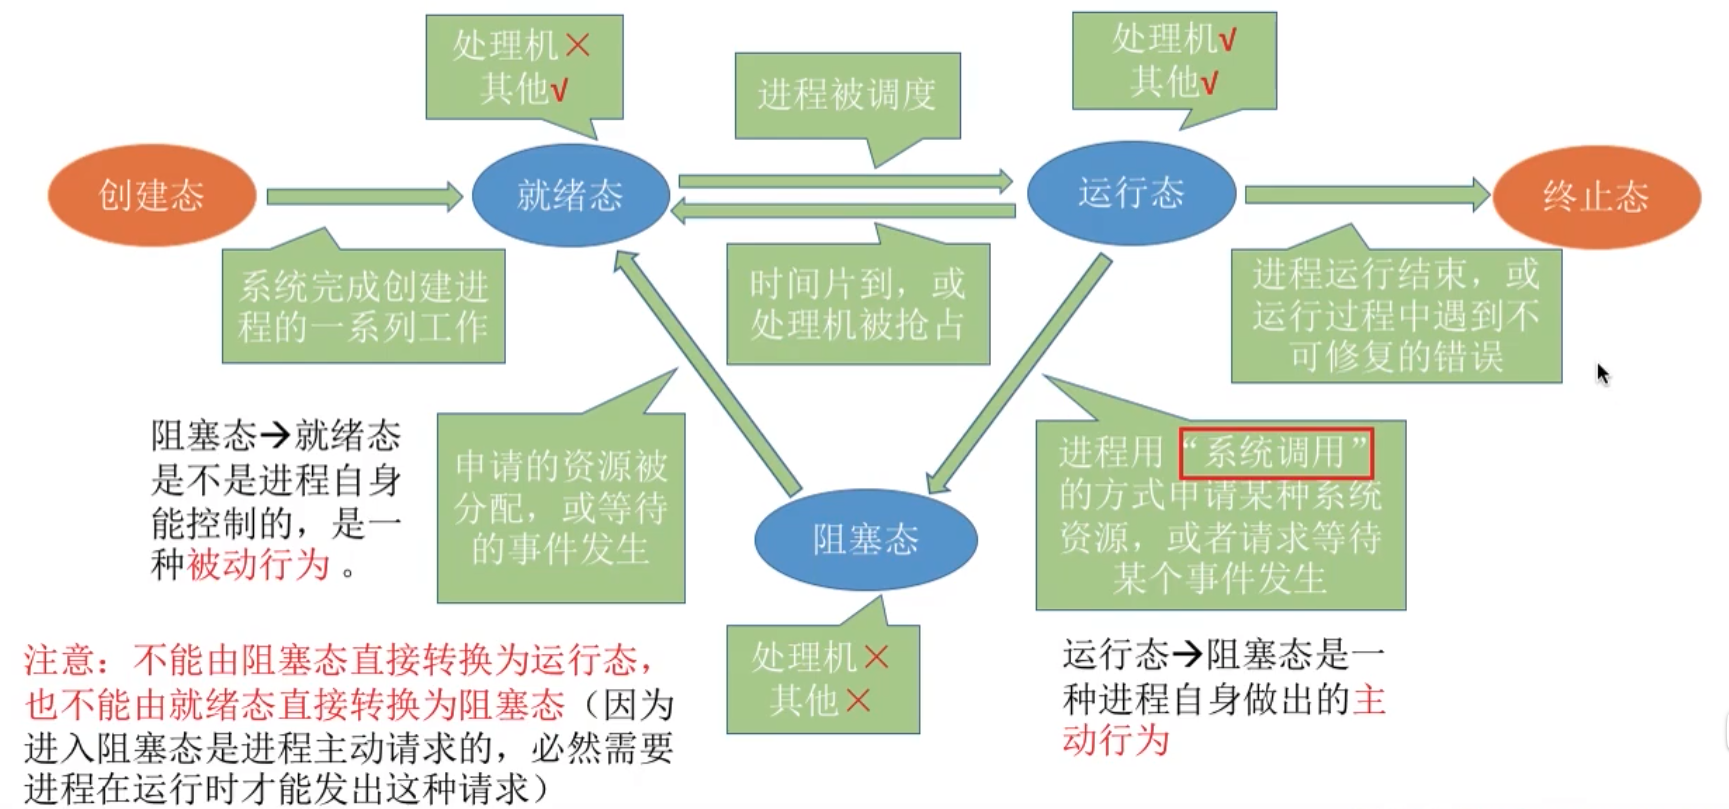 处理机×
其他√
进程被调度
处理机√
其他√
创建态
就绪态
运行态
终止态
系统完成创建进
程的一系列工作
时间片到，或
处理机被抢占
进程运行结束，或
运行过程中遇到不
可修复的错误
阻塞态→就绪态
是不是进程自身
能控制的，是一
种被动行为 。
申请的资源被
分配，或等待
的事件发生
阻塞态
进程用“系统调用”
的方式申请某种系统
资源，或者请求等待
某个事件发生
处理机×
其他×
运行态→阻塞态是一
种进程自身做出的主
动行为
注意：不能由阻塞态直接转换为运行态，
也不能由就绪态直接转换为阻塞态（因为
进入阻塞态是进程主动请求的，必然需要
进程在运行时才能发出这种请求）